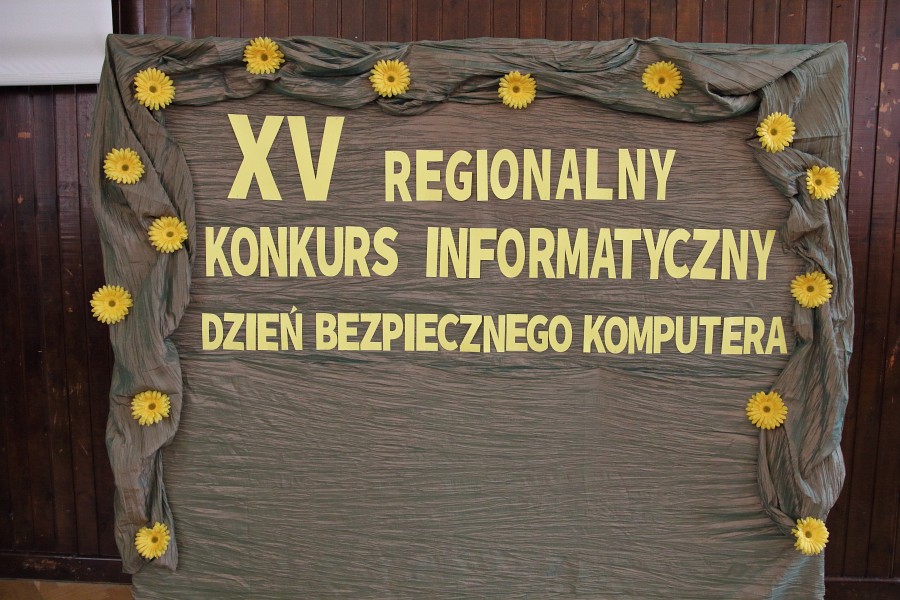 XV REGIONALNY
KONKURS INFORMATYCZNY
DZIEŃ BEZPIECZNEGO KOMPUTERA